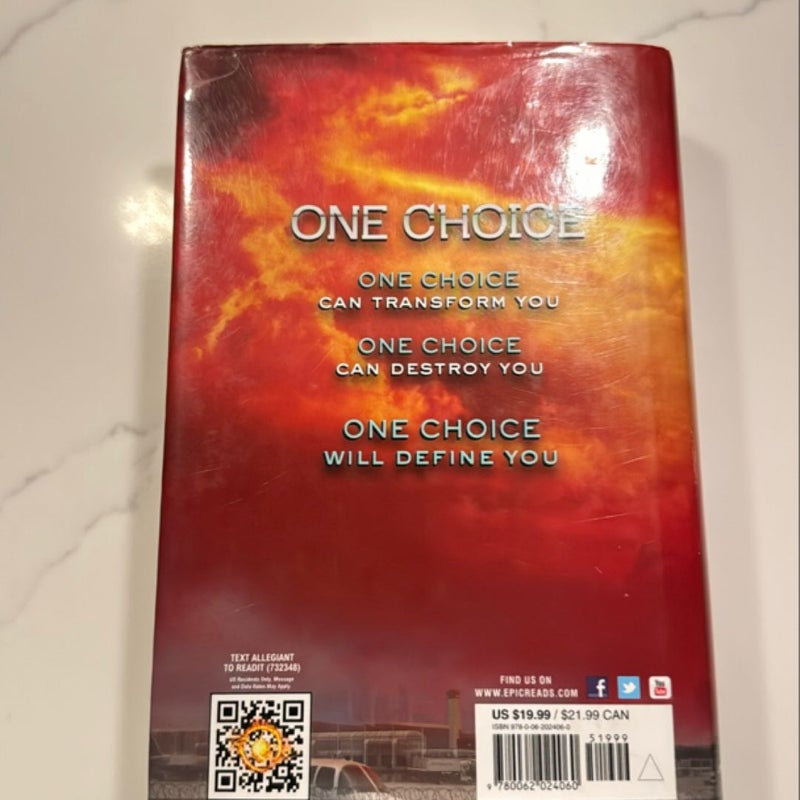 ONE CHOICE
ONE CHOICE
CAN TRANSFORM YOU
ONE CHOICE
CAN DESTROY YOU
ONE CHOICE
WILL DEFINE YOU
TEXT ALLEGIANT
TO READIT (732348)
US Residents Only. Message
and Data Rates May Apply.
FIND US ON
WWW.EPICREADS.COM
f
You
Tube
US $19.99 / $21.99 CAN
ISBN 978-0-06-202406-0
51999
9 780062 024060